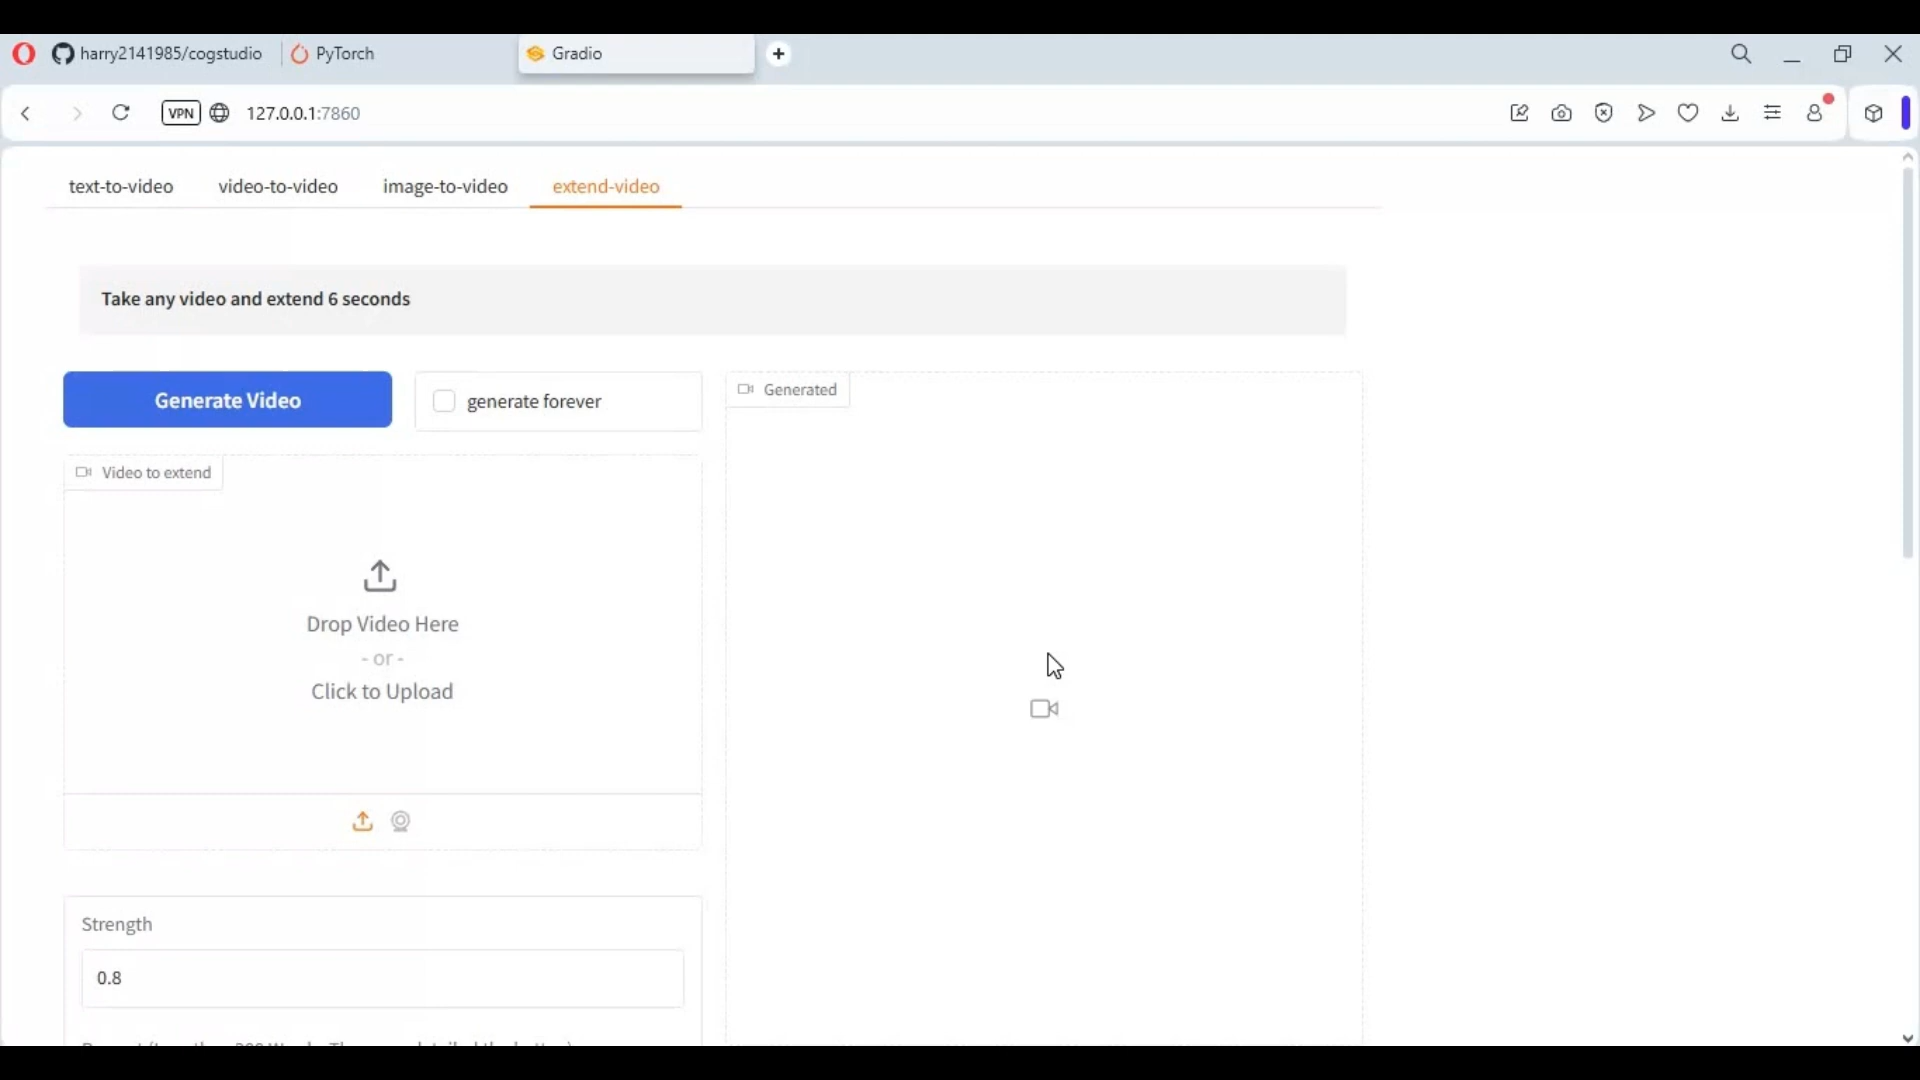 harry2141985/cogstudio
PyTorch
Gradio
VPN
127.0.0.1:7860
text-to-video
video-to-video
image-to-video
extend-video
Take any video and extend 6 seconds
Generate Video
generate forever
Generated
Video to extend
Drop Video Here
- or -
Click to Upload
Strength
0.8